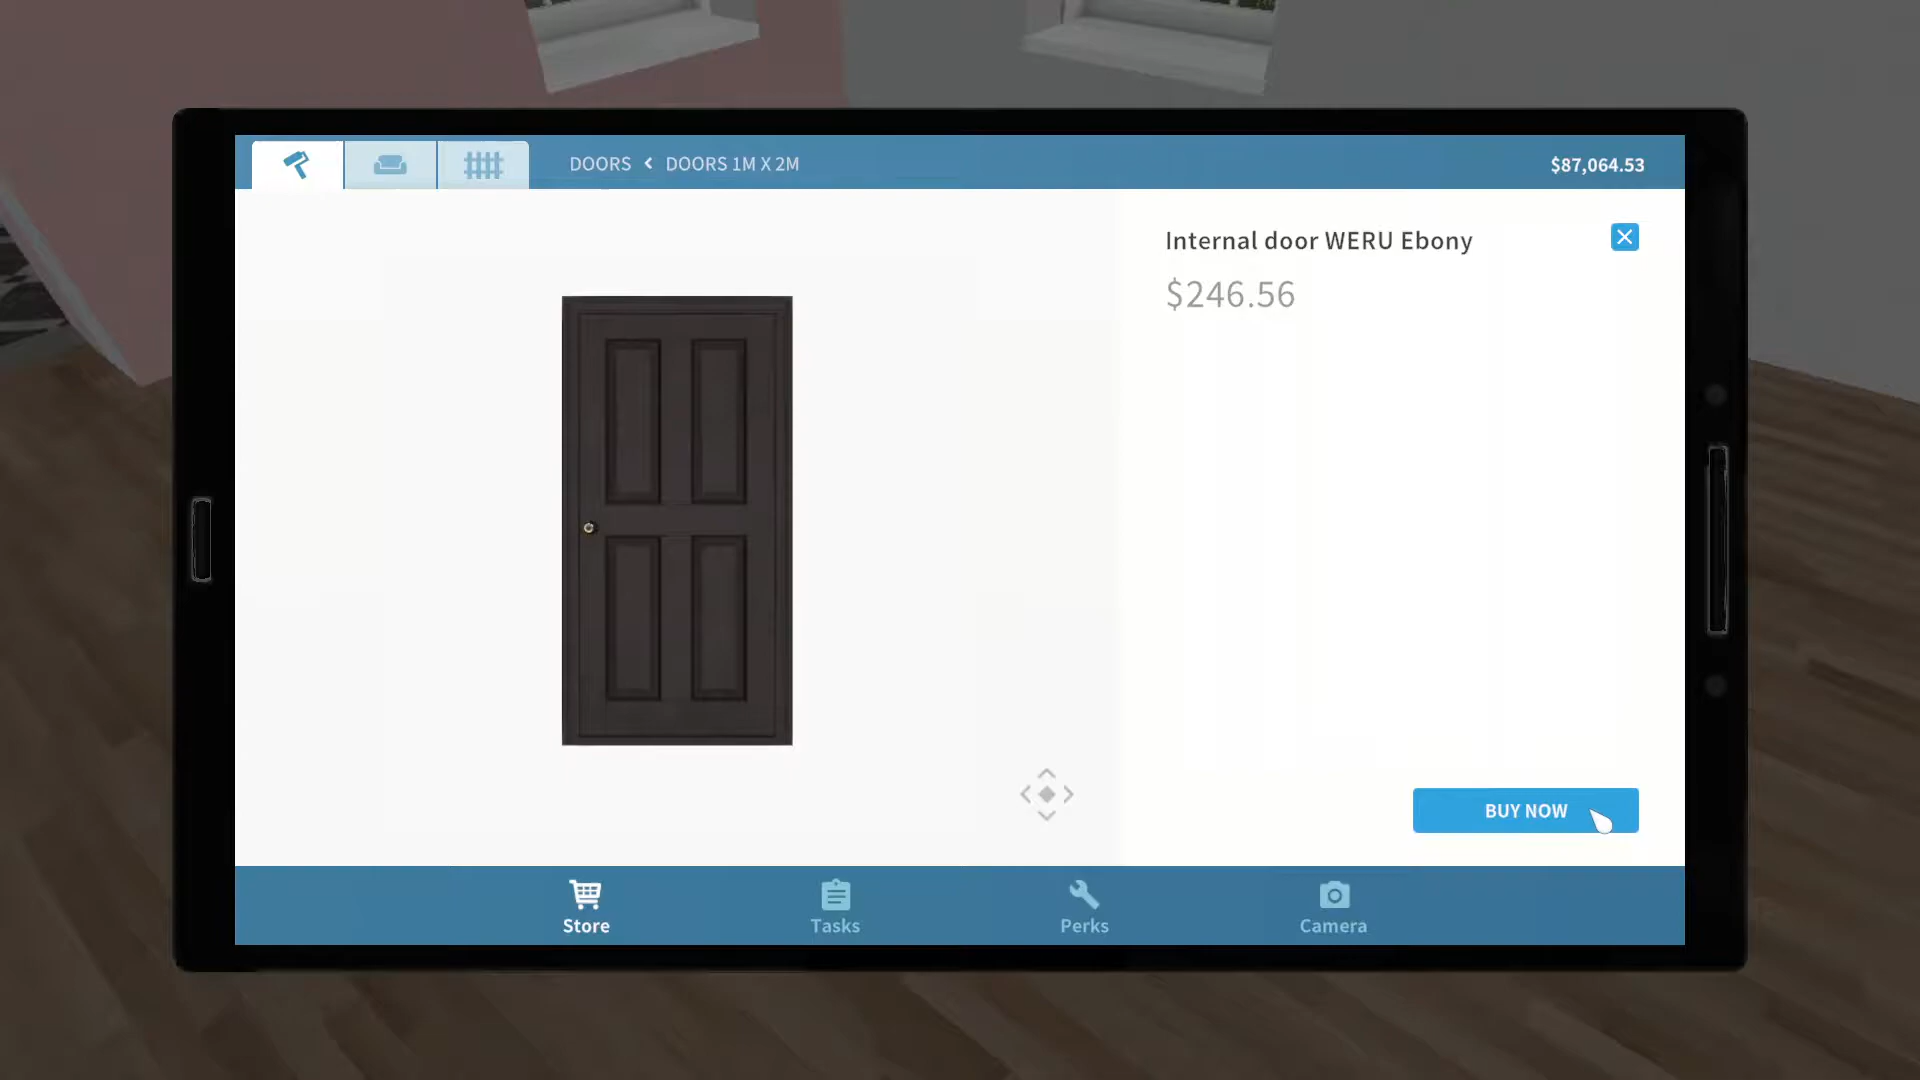 DOORS < DOORS 1M X 2M
$87,064.53
Internal door WERU Ebony
$246.56
BUY NOW
Store
Tasks
Perks
Camera